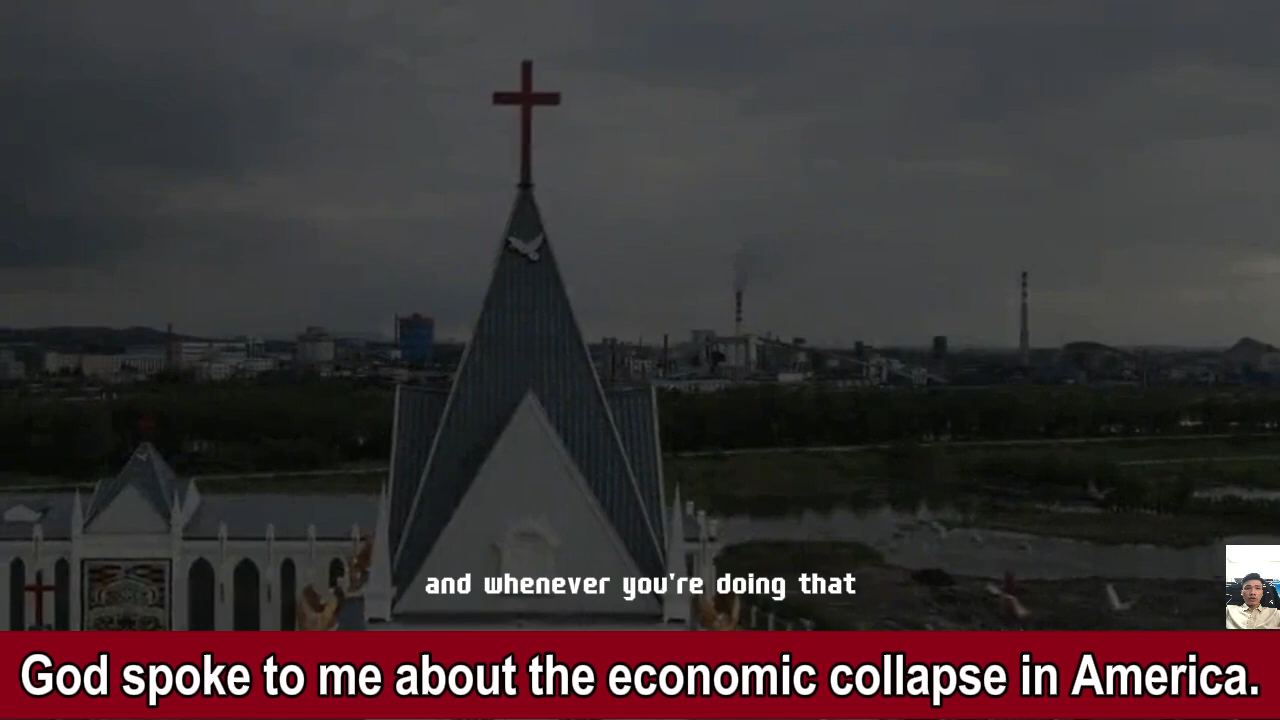 and whenever you're doing that
God spoke to me about the economic collapse in America.